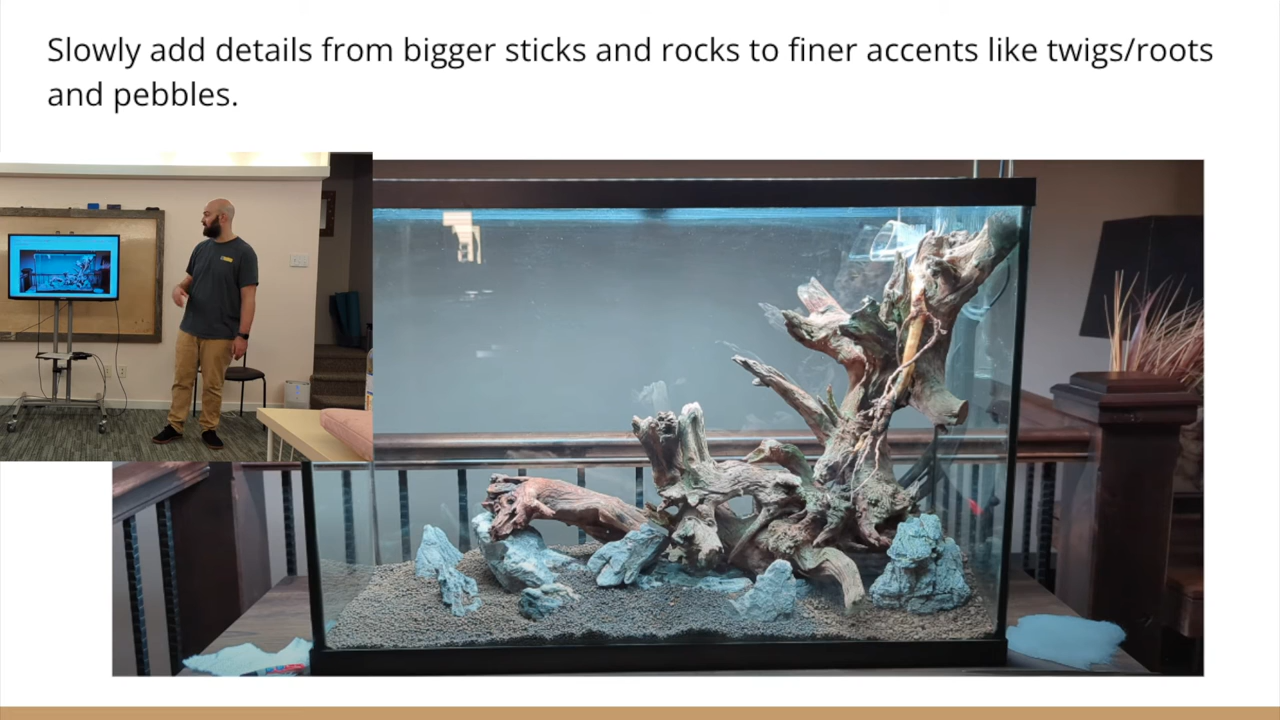 Slowly add details from bigger sticks and rocks to finer accents like twigs/roots
and pebbles.